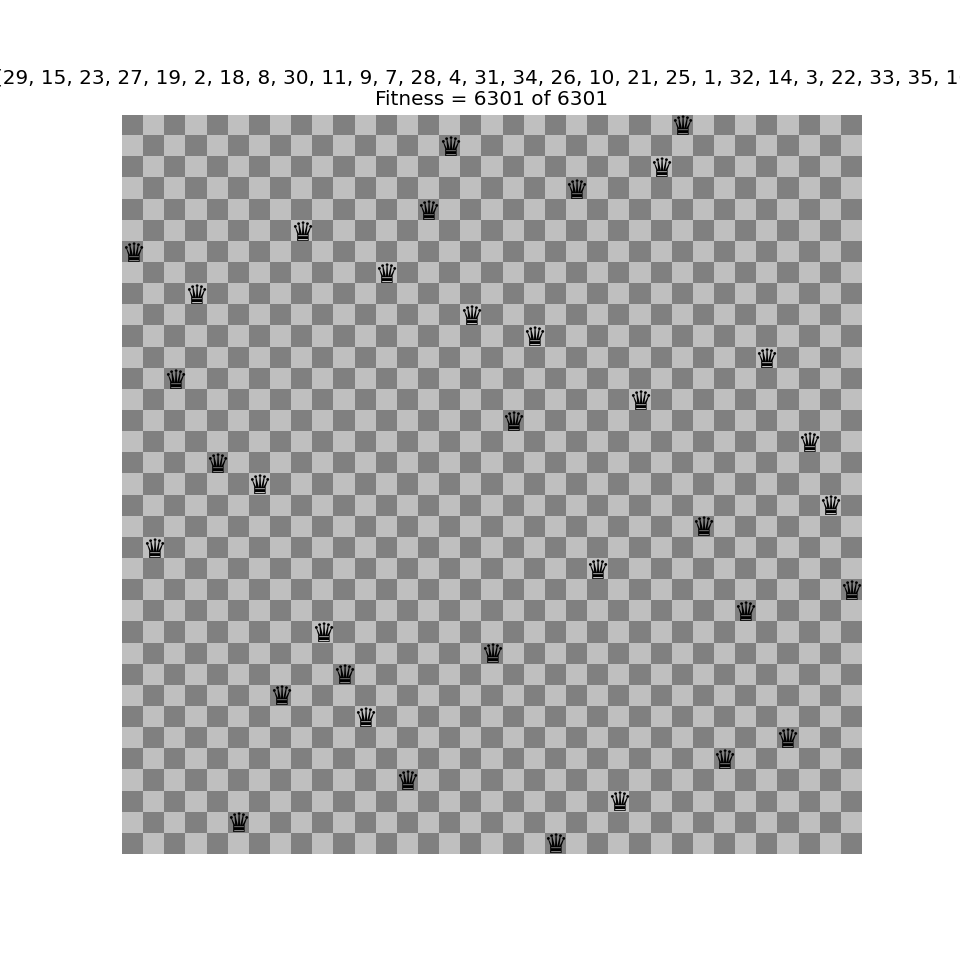 (29, 15, 23, 27, 19, 2, 18, 8, 30, 11, 9, 7, 28, 4, 31, 34, 26, 10, 21, 25, 1, 32, 14, 3, 22, 33, 35, 1
Fitness = 6301 of 6301